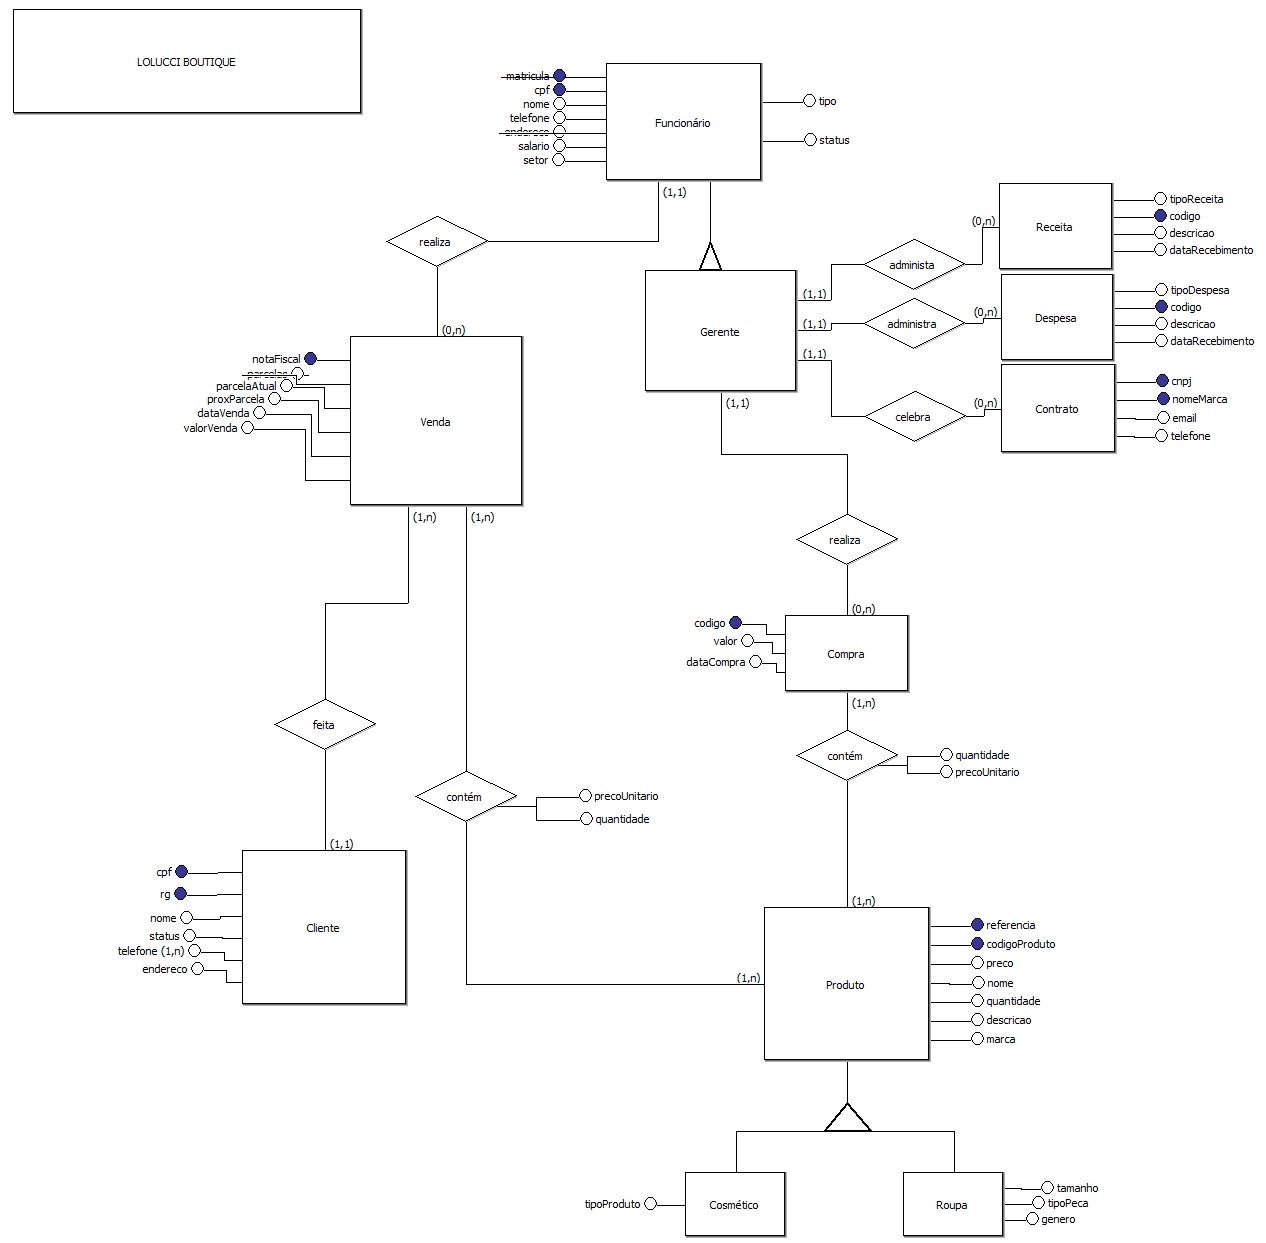 LOLUCCI BOUTIQUE
matricula
cpf
nome
telefone
endereco
salario
setor
Funcionário
tipo
status
(1,1)
realiza
(0,n)
Gerente
(1,1)
(1,1)
(1,1)
(1,1)
administa
(0,n)
Receita
tipoReceita
codigo
descricao
dataRecebimento
administra
(0,n)
Despesa
tipoDespesa
codigo
descricao
dataRecebimento
celebra
(0,n)
Contrato
cnpj
nomeMarca
email
telefone
notaFiscal
parcelas
parcelaAtual
proxParcela
dataVenda
valorVenda
Venda
(1,n)
(1,n)
realiza
(0,n)
codigo
valor
dataCompra
Compra
(1,n)
feita
contém
quantidade
precoUnitario
contém
precoUnitario
quantidade
(1,1)
cpf
rg
nome
status
telefone (1,n)
endereco
Cliente
(1,n)
(1,n)
Produto
referencia
codigoProduto
preco
nome
quantidade
descricao
marca
tipoProduto
Cosmético
Roupa
tamanho
tipoPeca
genero